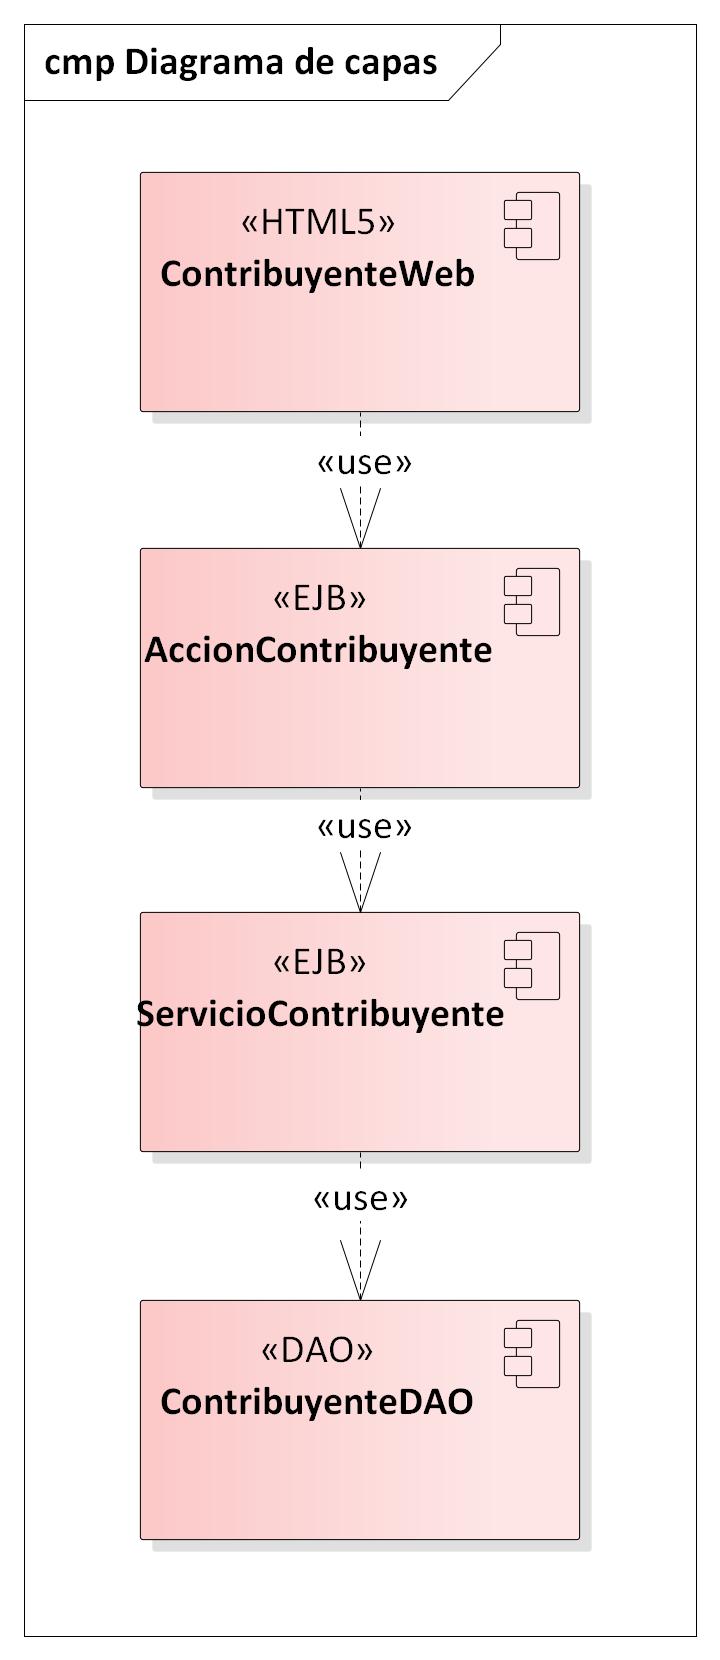 cmp Diagrama de capas
«HTML5»
ContribuyenteWeb
«use»
«EJB»
AccionContribuyente
«use»
«EJB»
ServicioContribuyente
«use»
«DAO»
ContribuyenteDAO